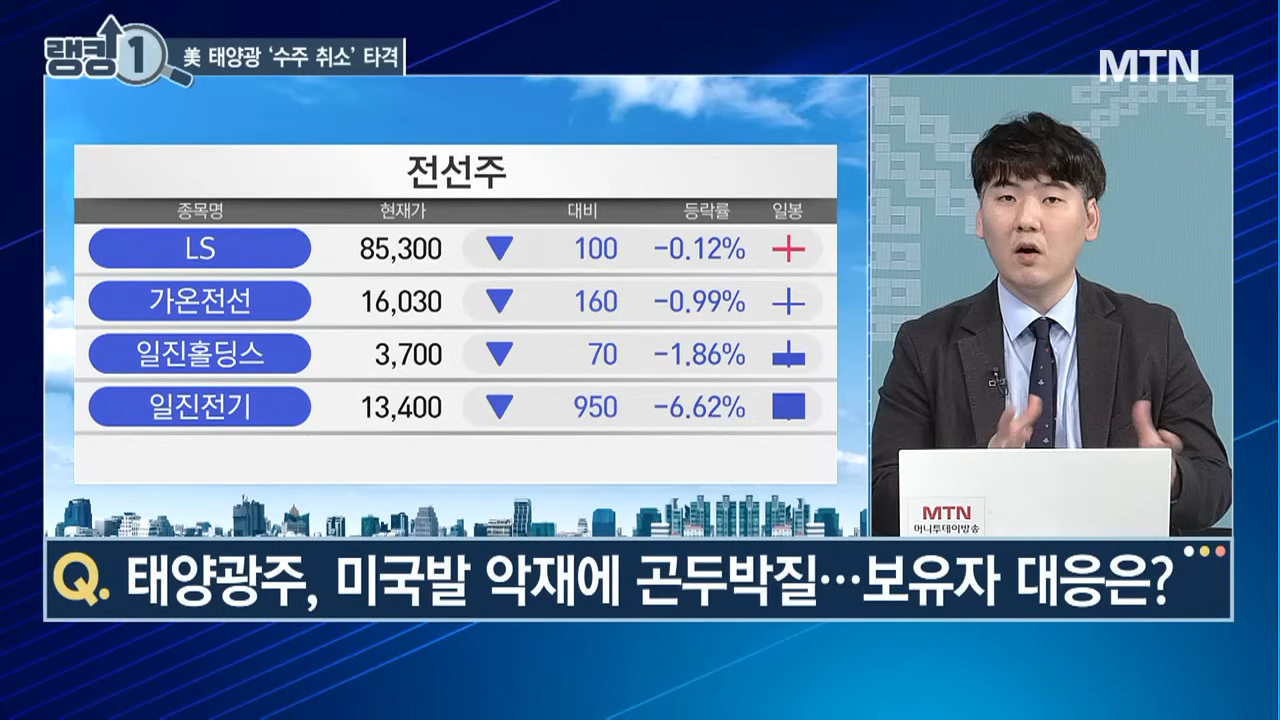 랭킹 1 美 태양광 '수주 취소' 타격
MTN
전선주
종목명 현재가 대비 등락률 일봉
LS 85,300 ▼ 100 -0.12%
가온전선 16,030 ▼ 160 -0.99%
일진홀딩스 3,700 ▼ 70 -1.86%
일진전기 13,400 ▼ 950 -6.62%
MTN
머니투데이방송
Q. 태양광주, 미국발 악재에 곤두박질…보유자 대응은?